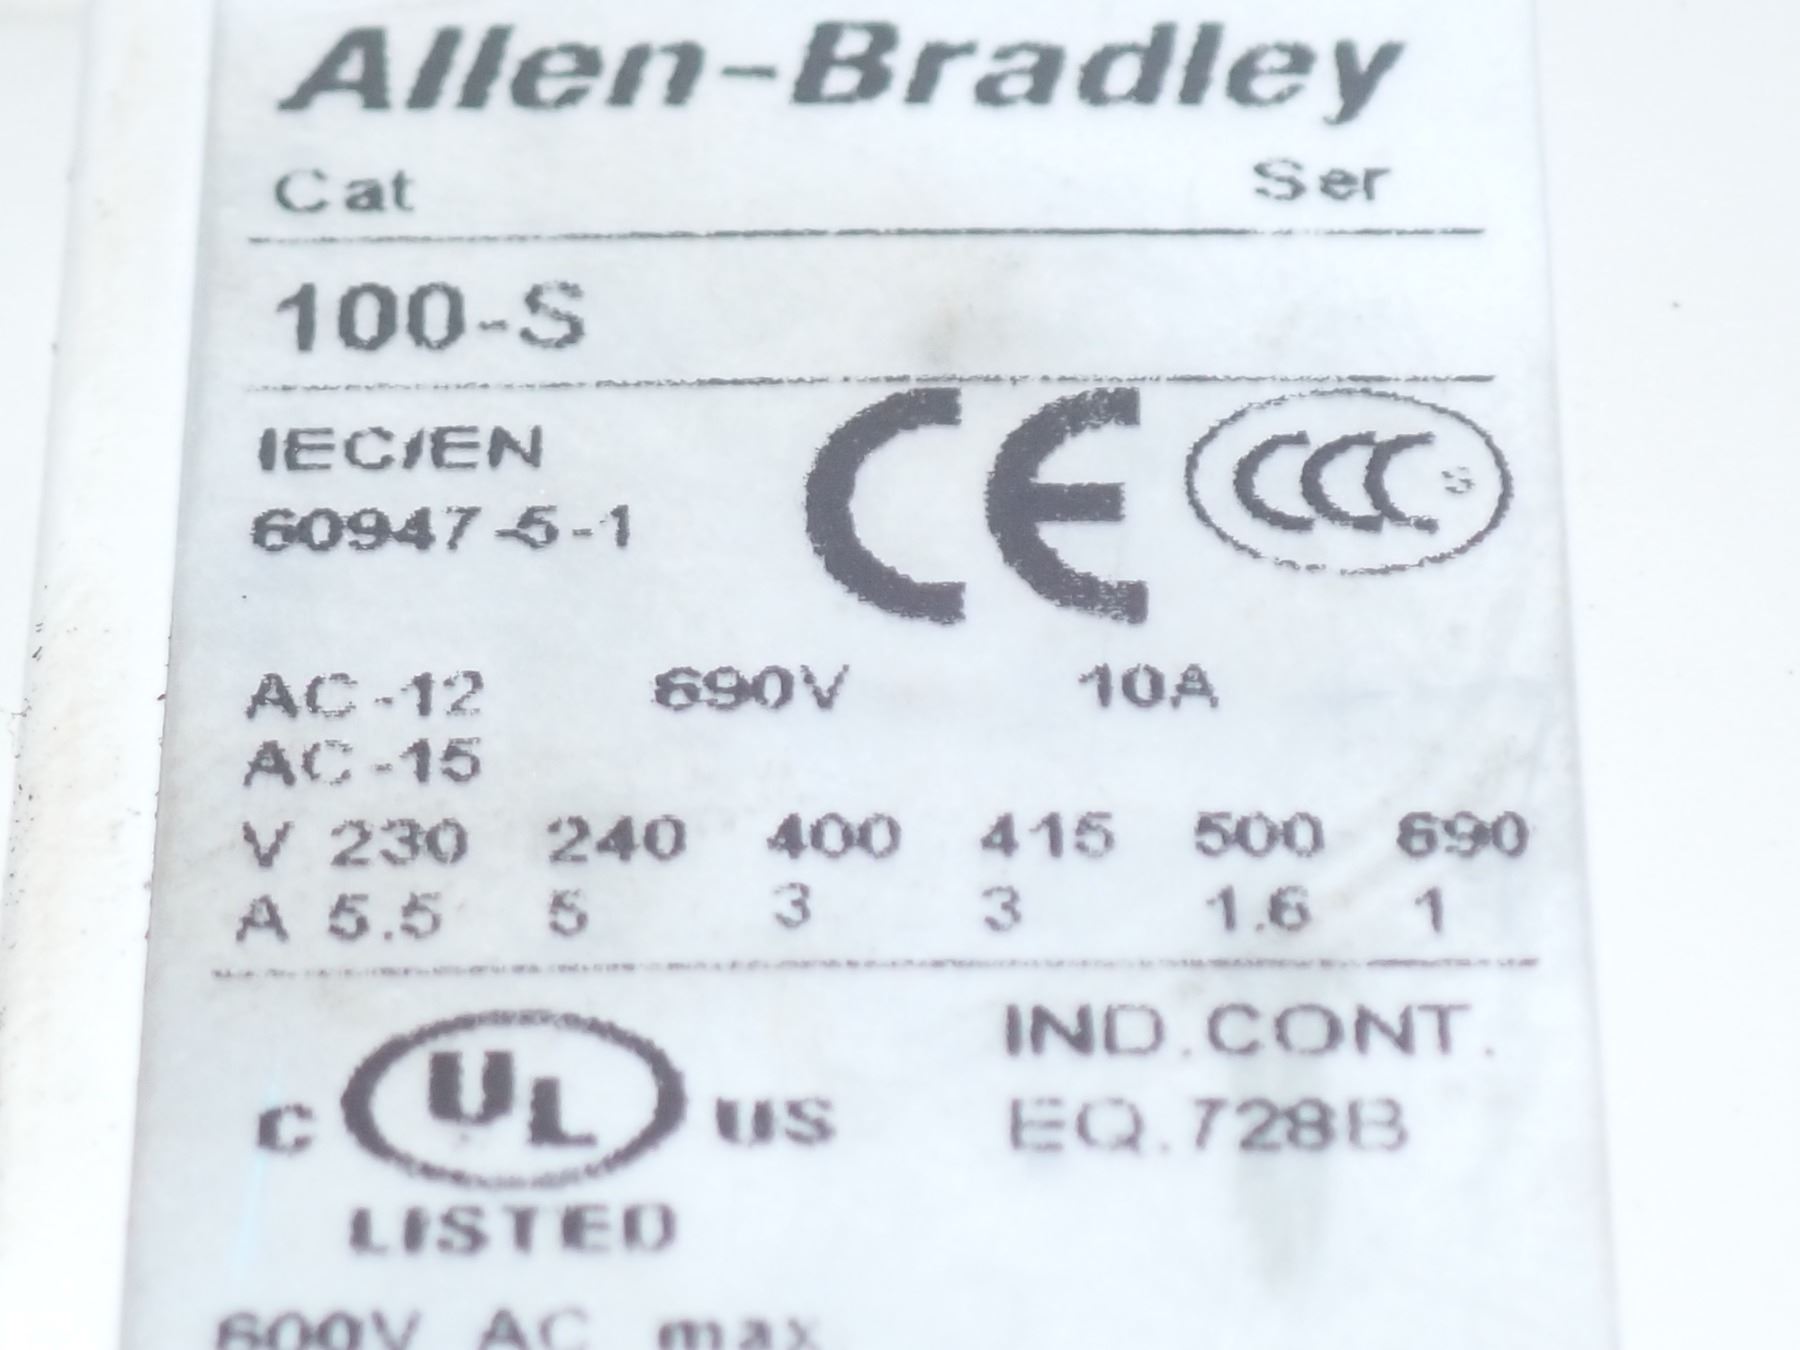 Allen-Bradley
Cat Ser
100-S
IEC/EN
60947-5-1
CE CCC S
AC-12 690V 10A
AC-15
V 230 240 400 415 500 690
A 5.5 5 3 3 1.6 1
C UL US
LISTED
IND.CONT.
EQ.728B
600V AC max